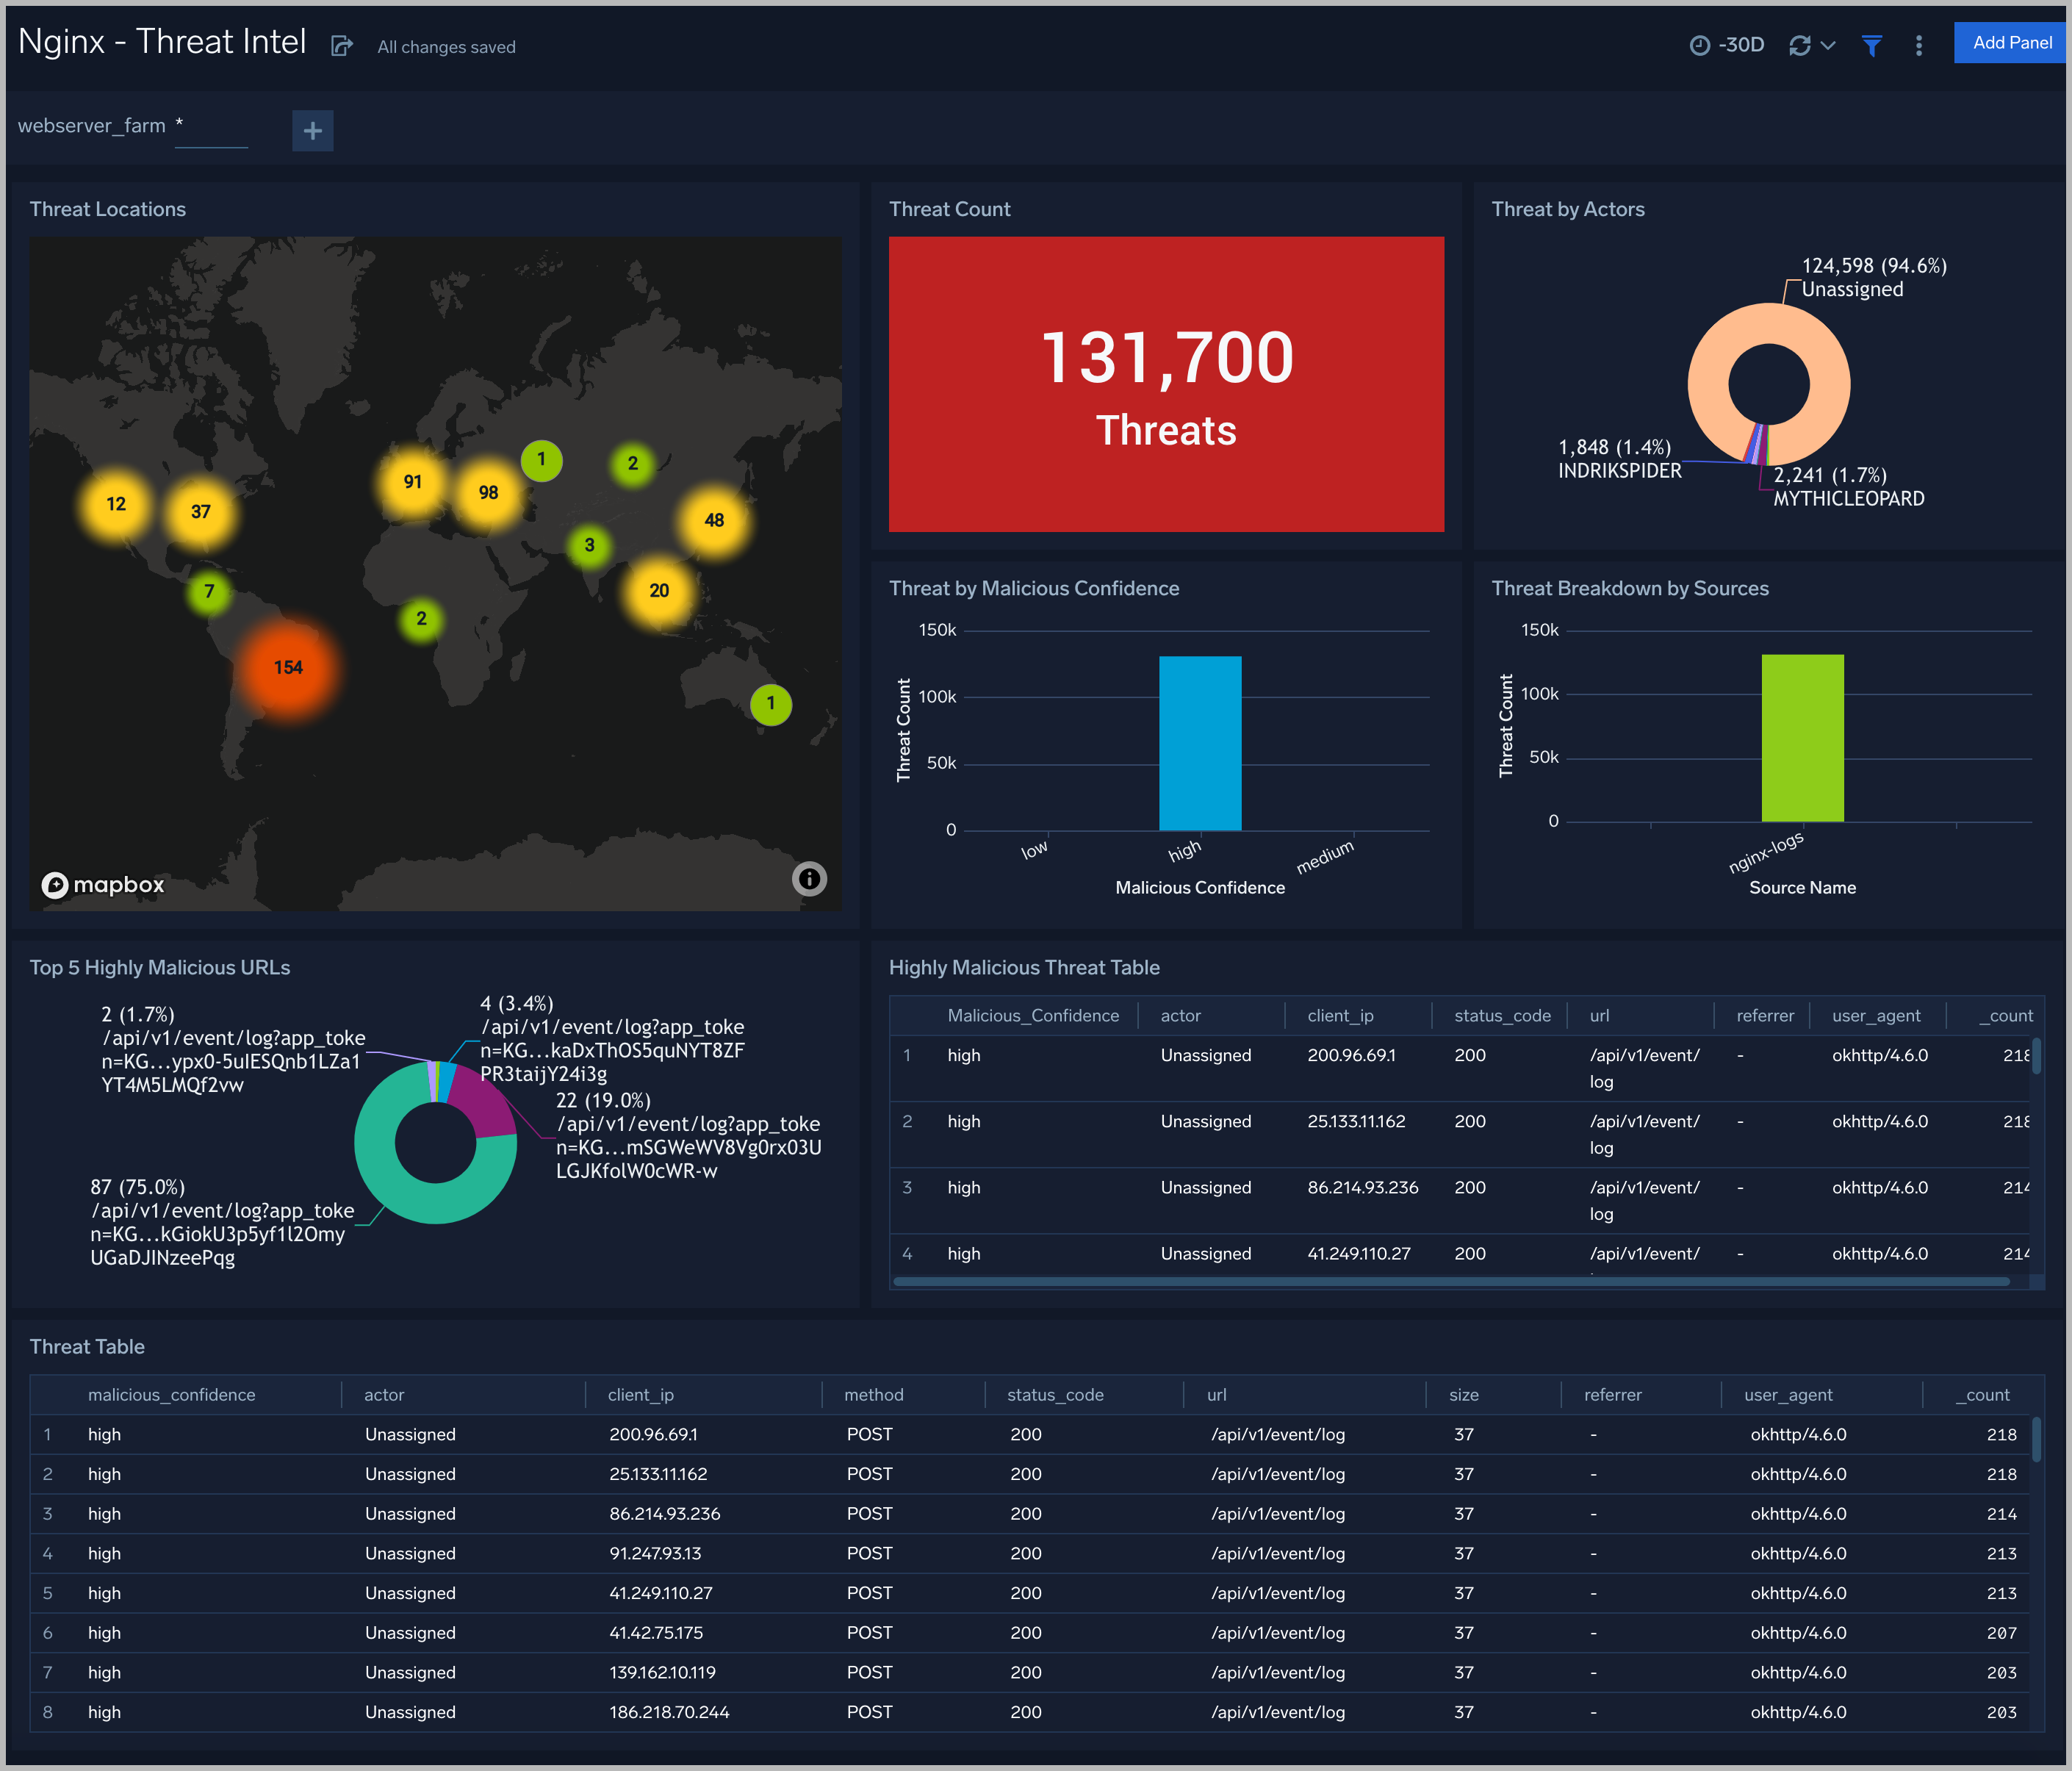 Nginx - Threat Intel
All changes saved
-30D
Add Panel
webserver_farm *
Threat Locations
12
37
91
98
1
2
48
3
20
7
2
154
1
mapbox
Threat Count
131,700
Threats
Threat by Actors
124,598 (94.6%)
Unassigned
1,848 (1.4%)
INDRIKSPIDER
2,241 (1.7%)
MYTHICLEOPARD
Threat by Malicious Confidence
150k
100k
50k
0
Threat Count
low
high
medium
Malicious Confidence
Threat Breakdown by Sources
150k
100k
50k
0
Threat Count
nginx-logs
Source Name
Top 5 Highly Malicious URLs
2 (1.7%)
/api/v1/event/log?app_toke
n=KG...ypx0-5uIESQnb1LZa1
YT4M5LMQf2vw
4 (3.4%)
/api/v1/event/log?app_toke
n=KG...kaDxThOS5quNYT8ZF
PR3taijY24i3g
22 (19.0%)
/api/v1/event/log?app_toke
n=KG...mSGWeWV8Vg0rx03U
LGJKfolW0cWR-w
87 (75.0%)
/api/v1/event/log?app_toke
n=KG...kGiokU3p5yf1l2Omy
UGaDJINzeePqg
Highly Malicious Threat Table
Malicious_Confidence actor client_ip status_code url referrer user_agent _count
1 high Unassigned 200.96.69.1 200 /api/v1/event/ - okhttp/4.6.0 218
log
2 high Unassigned 25.133.11.162 200 /api/v1/event/ - okhttp/4.6.0 218
log
3 high Unassigned 86.214.93.236 200 /api/v1/event/ - okhttp/4.6.0 214
log
4 high Unassigned 41.249.110.27 200 /api/v1/event/ - okhttp/4.6.0 214
Threat Table
malicious_confidence actor client_ip method status_code url size referrer user_agent _count
1 high Unassigned 200.96.69.1 POST 200 /api/v1/event/log 37 - okhttp/4.6.0 218
2 high Unassigned 25.133.11.162 POST 200 /api/v1/event/log 37 - okhttp/4.6.0 218
3 high Unassigned 86.214.93.236 POST 200 /api/v1/event/log 37 - okhttp/4.6.0 214
4 high Unassigned 91.247.93.13 POST 200 /api/v1/event/log 37 - okhttp/4.6.0 213
5 high Unassigned 41.249.110.27 POST 200 /api/v1/event/log 37 - okhttp/4.6.0 213
6 high Unassigned 41.42.75.175 POST 200 /api/v1/event/log 37 - okhttp/4.6.0 207
7 high Unassigned 139.162.10.119 POST 200 /api/v1/event/log 37 - okhttp/4.6.0 203
8 high Unassigned 186.218.70.244 POST 200 /api/v1/event/log 37 - okhttp/4.6.0 203